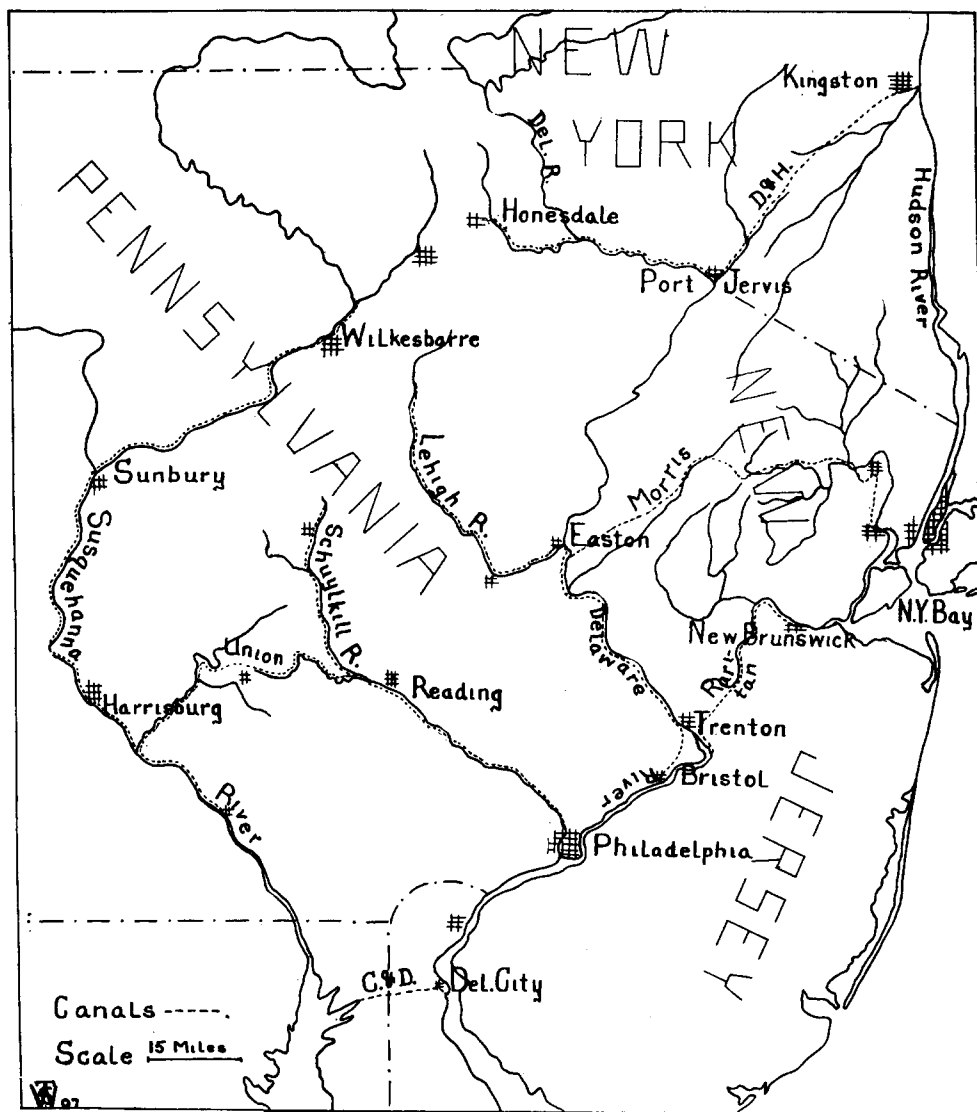 NEW
YORK
Kingston
Del. R.
D.&H.
Hudson River
Honesdale
Port Jervis
PENNSYLVANIA
Wilkesbarre
NEW
Lehigh R.
Morris
Sunbury
Easton
Susquehanna
Schuylkill R.
N.Y. Bay
Delaware
New Brunswick
Union
Rari-
tan
Reading
Harrisburg
Trenton
River
Bristol
River
JERSEY
Philadelphia
C.&D.
Del. City
Canals
Scale 15 Miles
97